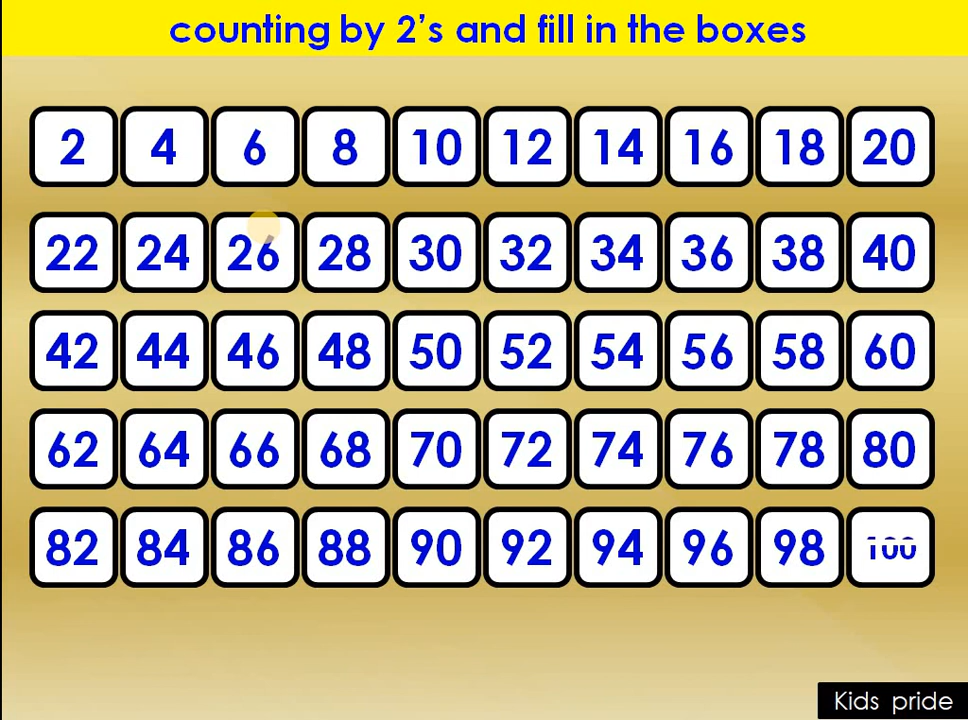 counting by 2’s and fill in the boxes
2 4 6 8 10 12 14 16 18 20
22 24 26 28 30 32 34 36 38 40
42 44 46 48 50 52 54 56 58 60
62 64 66 68 70 72 74 76 78 80
82 84 86 88 90 92 94 96 98 100
Kids pride